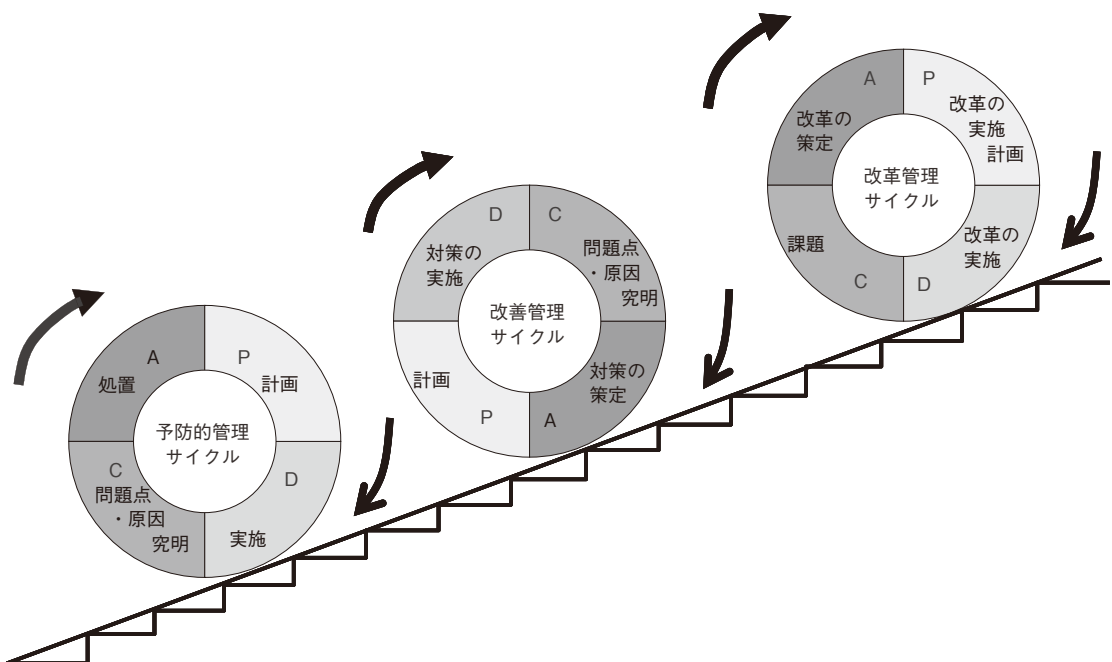 A
P
処置
計画
予防的管理
サイクル
C
問題点
・原因
究明
D
実施
D
C
対策の
実施
問題点
・原因
究明
改善管理
サイクル
計画
P
対策の
策定
A
A
P
改革の
策定
改革の
実施
計画
改革管理
サイクル
課題
C
改革の
実施
D